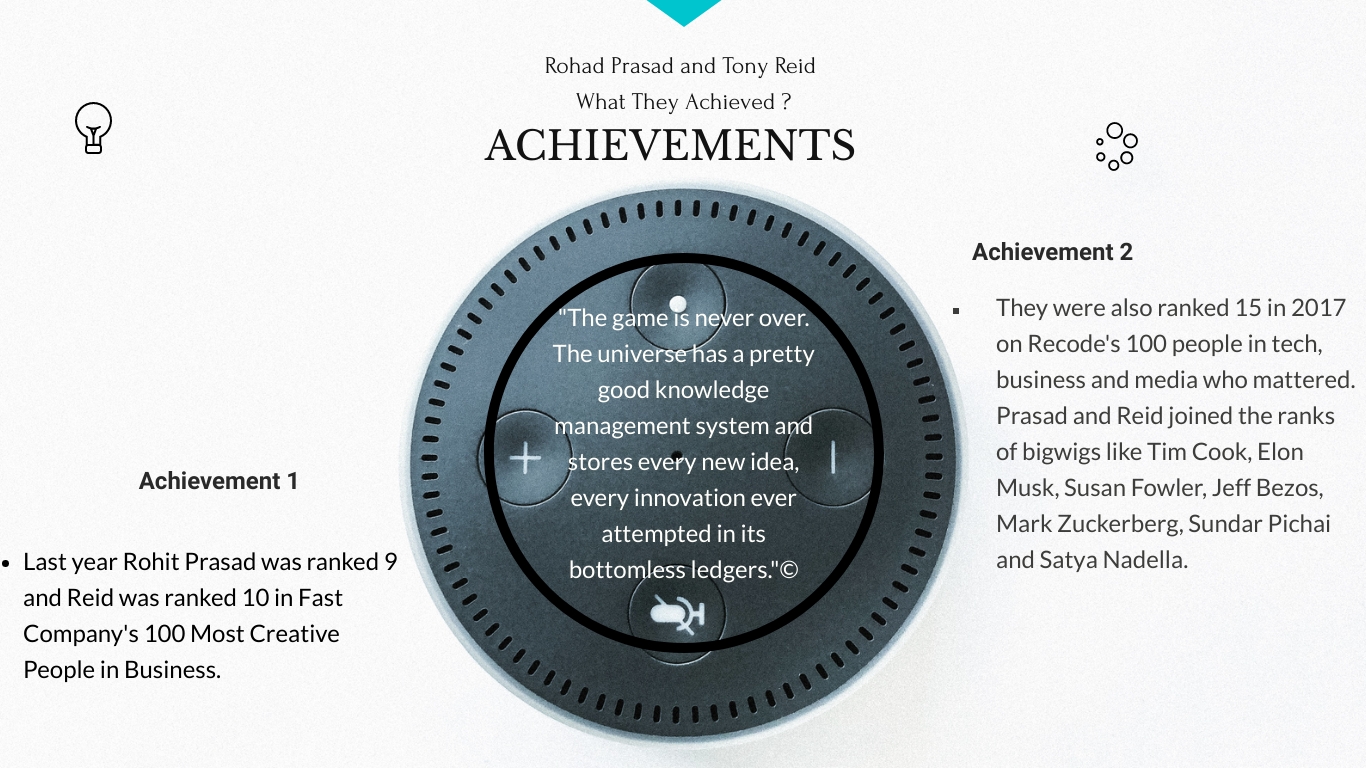 Rohad Prasad and Tony Reid
What They Achieved ?
ACHIEVEMENTS
Achievement 1
• Last year Rohit Prasad was ranked 9
and Reid was ranked 10 in Fast
Company's 100 Most Creative
People in Business.
"The game is never over.
The universe has a pretty
good knowledge
management system and
stores every new idea,
every innovation ever
attempted in its
bottomless ledgers."©
Achievement 2
▪ They were also ranked 15 in 2017
on Recode's 100 people in tech,
business and media who mattered.
Prasad and Reid joined the ranks
of bigwigs like Tim Cook, Elon
Musk, Susan Fowler, Jeff Bezos,
Mark Zuckerberg, Sundar Pichai
and Satya Nadella.